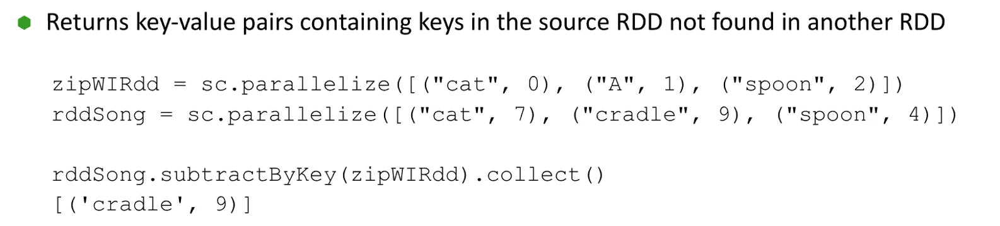 Returns key-value pairs containing keys in the source RDD not found in another RDD
zipWIRdd = sc.parallelize([("cat", 0), ("A", 1), ("spoon", 2)])
rddSong = sc.parallelize([("cat", 7), ("cradle", 9), ("spoon", 4)])
rddSong.subtractByKey(zipWIRdd).collect()
[('cradle', 9)]